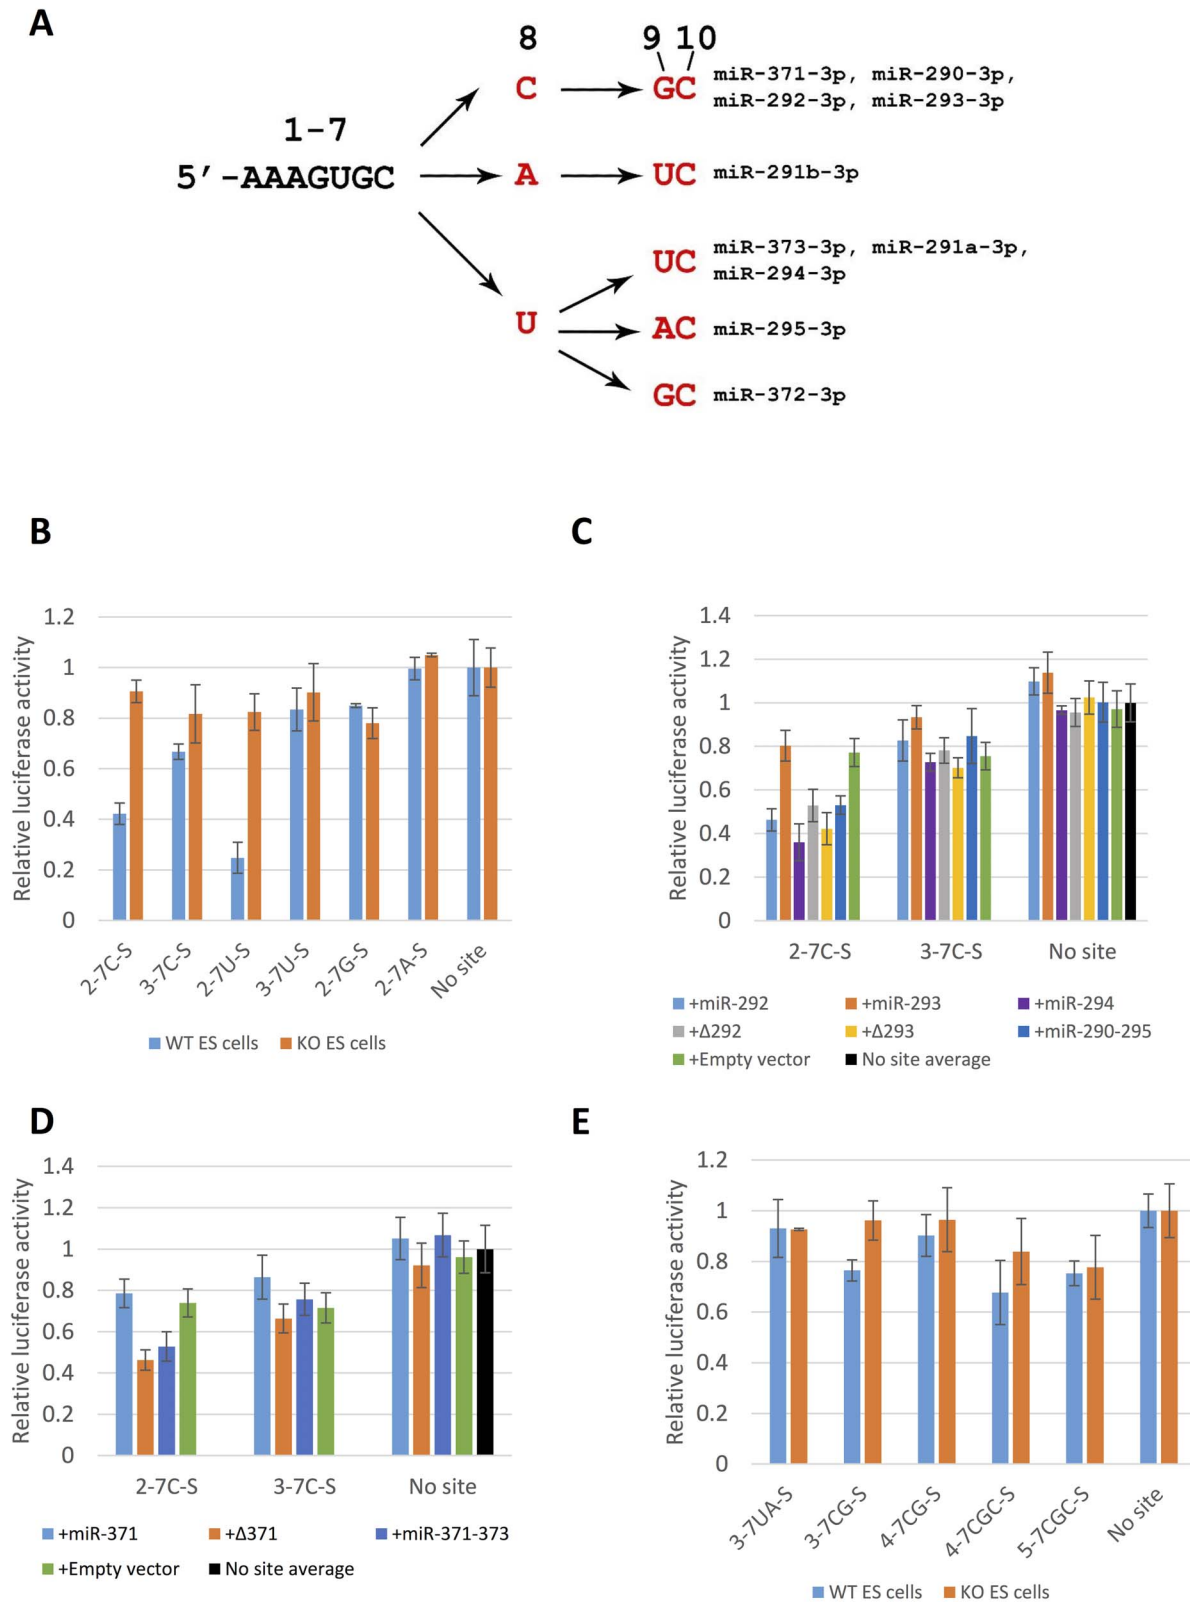 A
8
9 10
C
GC
miR-371-3p, miR-290-3p,
miR-292-3p, miR-293-3p
1-7
5′-AAAGUGC
A
UC
miR-291b-3p
U
UC
miR-373-3p, miR-291a-3p,
miR-294-3p
AC
miR-295-3p
GC
miR-372-3p
B
Relative luciferase activity
1.2
1
0.8
0.6
0.4
0.2
0
2-7C-S
3-7C-S
2-7U-S
3-7U-S
2-7G-S
2-7A-S
No site
WT ES cells
KO ES cells
C
Relative luciferase activity
1.4
1.2
1
0.8
0.6
0.4
0.2
0
2-7C-S
3-7C-S
No site
+miR-292
+miR-293
+miR-294
+Δ292
+Δ293
+miR-290-295
+Empty vector
No site average
D
Relative luciferase activity
1.4
1.2
1
0.8
0.6
0.4
0.2
0
2-7C-S
3-7C-S
No site
+miR-371
+Δ371
+miR-371-373
+Empty vector
No site average
E
Relative luciferase activity
1.2
1
0.8
0.6
0.4
0.2
0
3-7UA-S
3-7CG-S
4-7CG-S
4-7CGC-S
5-7CGC-S
No site
WT ES cells
KO ES cells